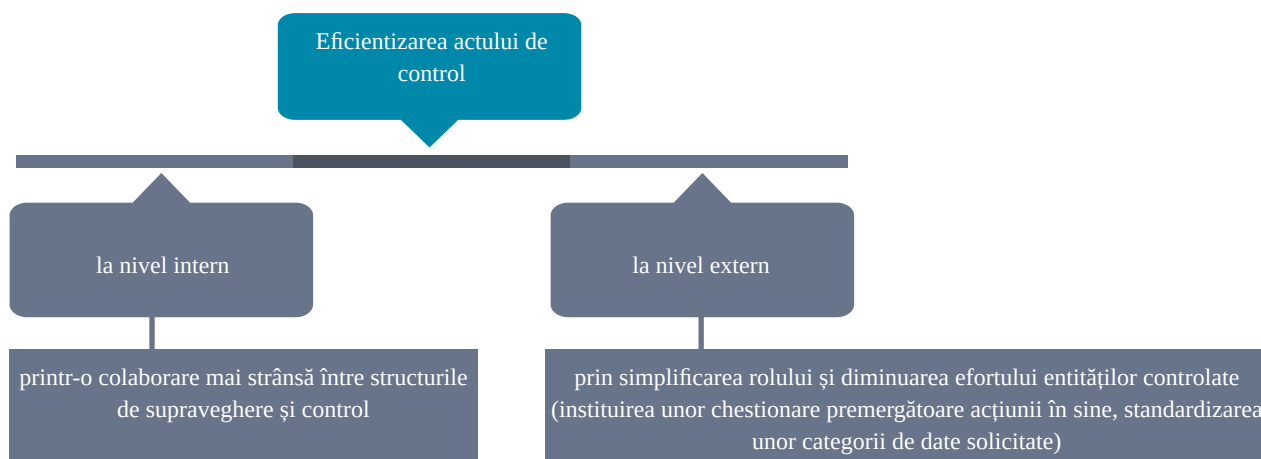 Eficientizarea actului de
control
la nivel intern
la nivel extern
printr-o colaborare mai strânsă între structurile
de supraveghere și control
prin simplificarea rolului și diminuarea efortului entităților controlate
(instituirea unor chestionare premergătoare acțiunii în sine, standardizarea
unor categorii de date solicitate)